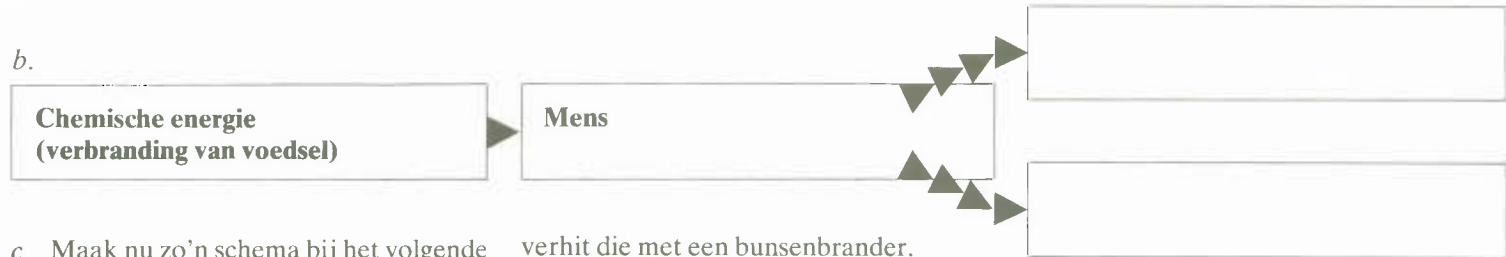 b.
Chemische energie
(verbranding van voedsel)
Mens
c. Maak nu zo'n schema bij het volgende
verhit die met een bunsenbrander.